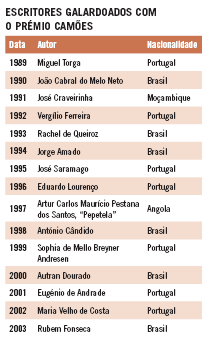 ESCRITORES GALARDOADOS COM
O PRÉMIO CAMÕES
Data Autor Nacionalidade
1989 Miguel Torga Portugal
1990 João Cabral do Melo Neto Brasil
1991 José Craveirinha Moçambique
1992 Vergílio Ferreira Portugal
1993 Rachel de Queiroz Brasil
1994 Jorge Amado Brasil
1995 José Saramago Portugal
1996 Eduardo Lourenço Portugal
1997 Artur Carlos Maurício Pestana
dos Santos, “Pepetela” Angola
1998 António Cândido Brasil
1999 Sophia de Mello Breyner Portugal
Andresen
2000 Autran Dourado Brasil
2001 Eugénio de Andrade Portugal
2002 Maria Velho de Costa Portugal
2003 Rubem Fonseca Brasil